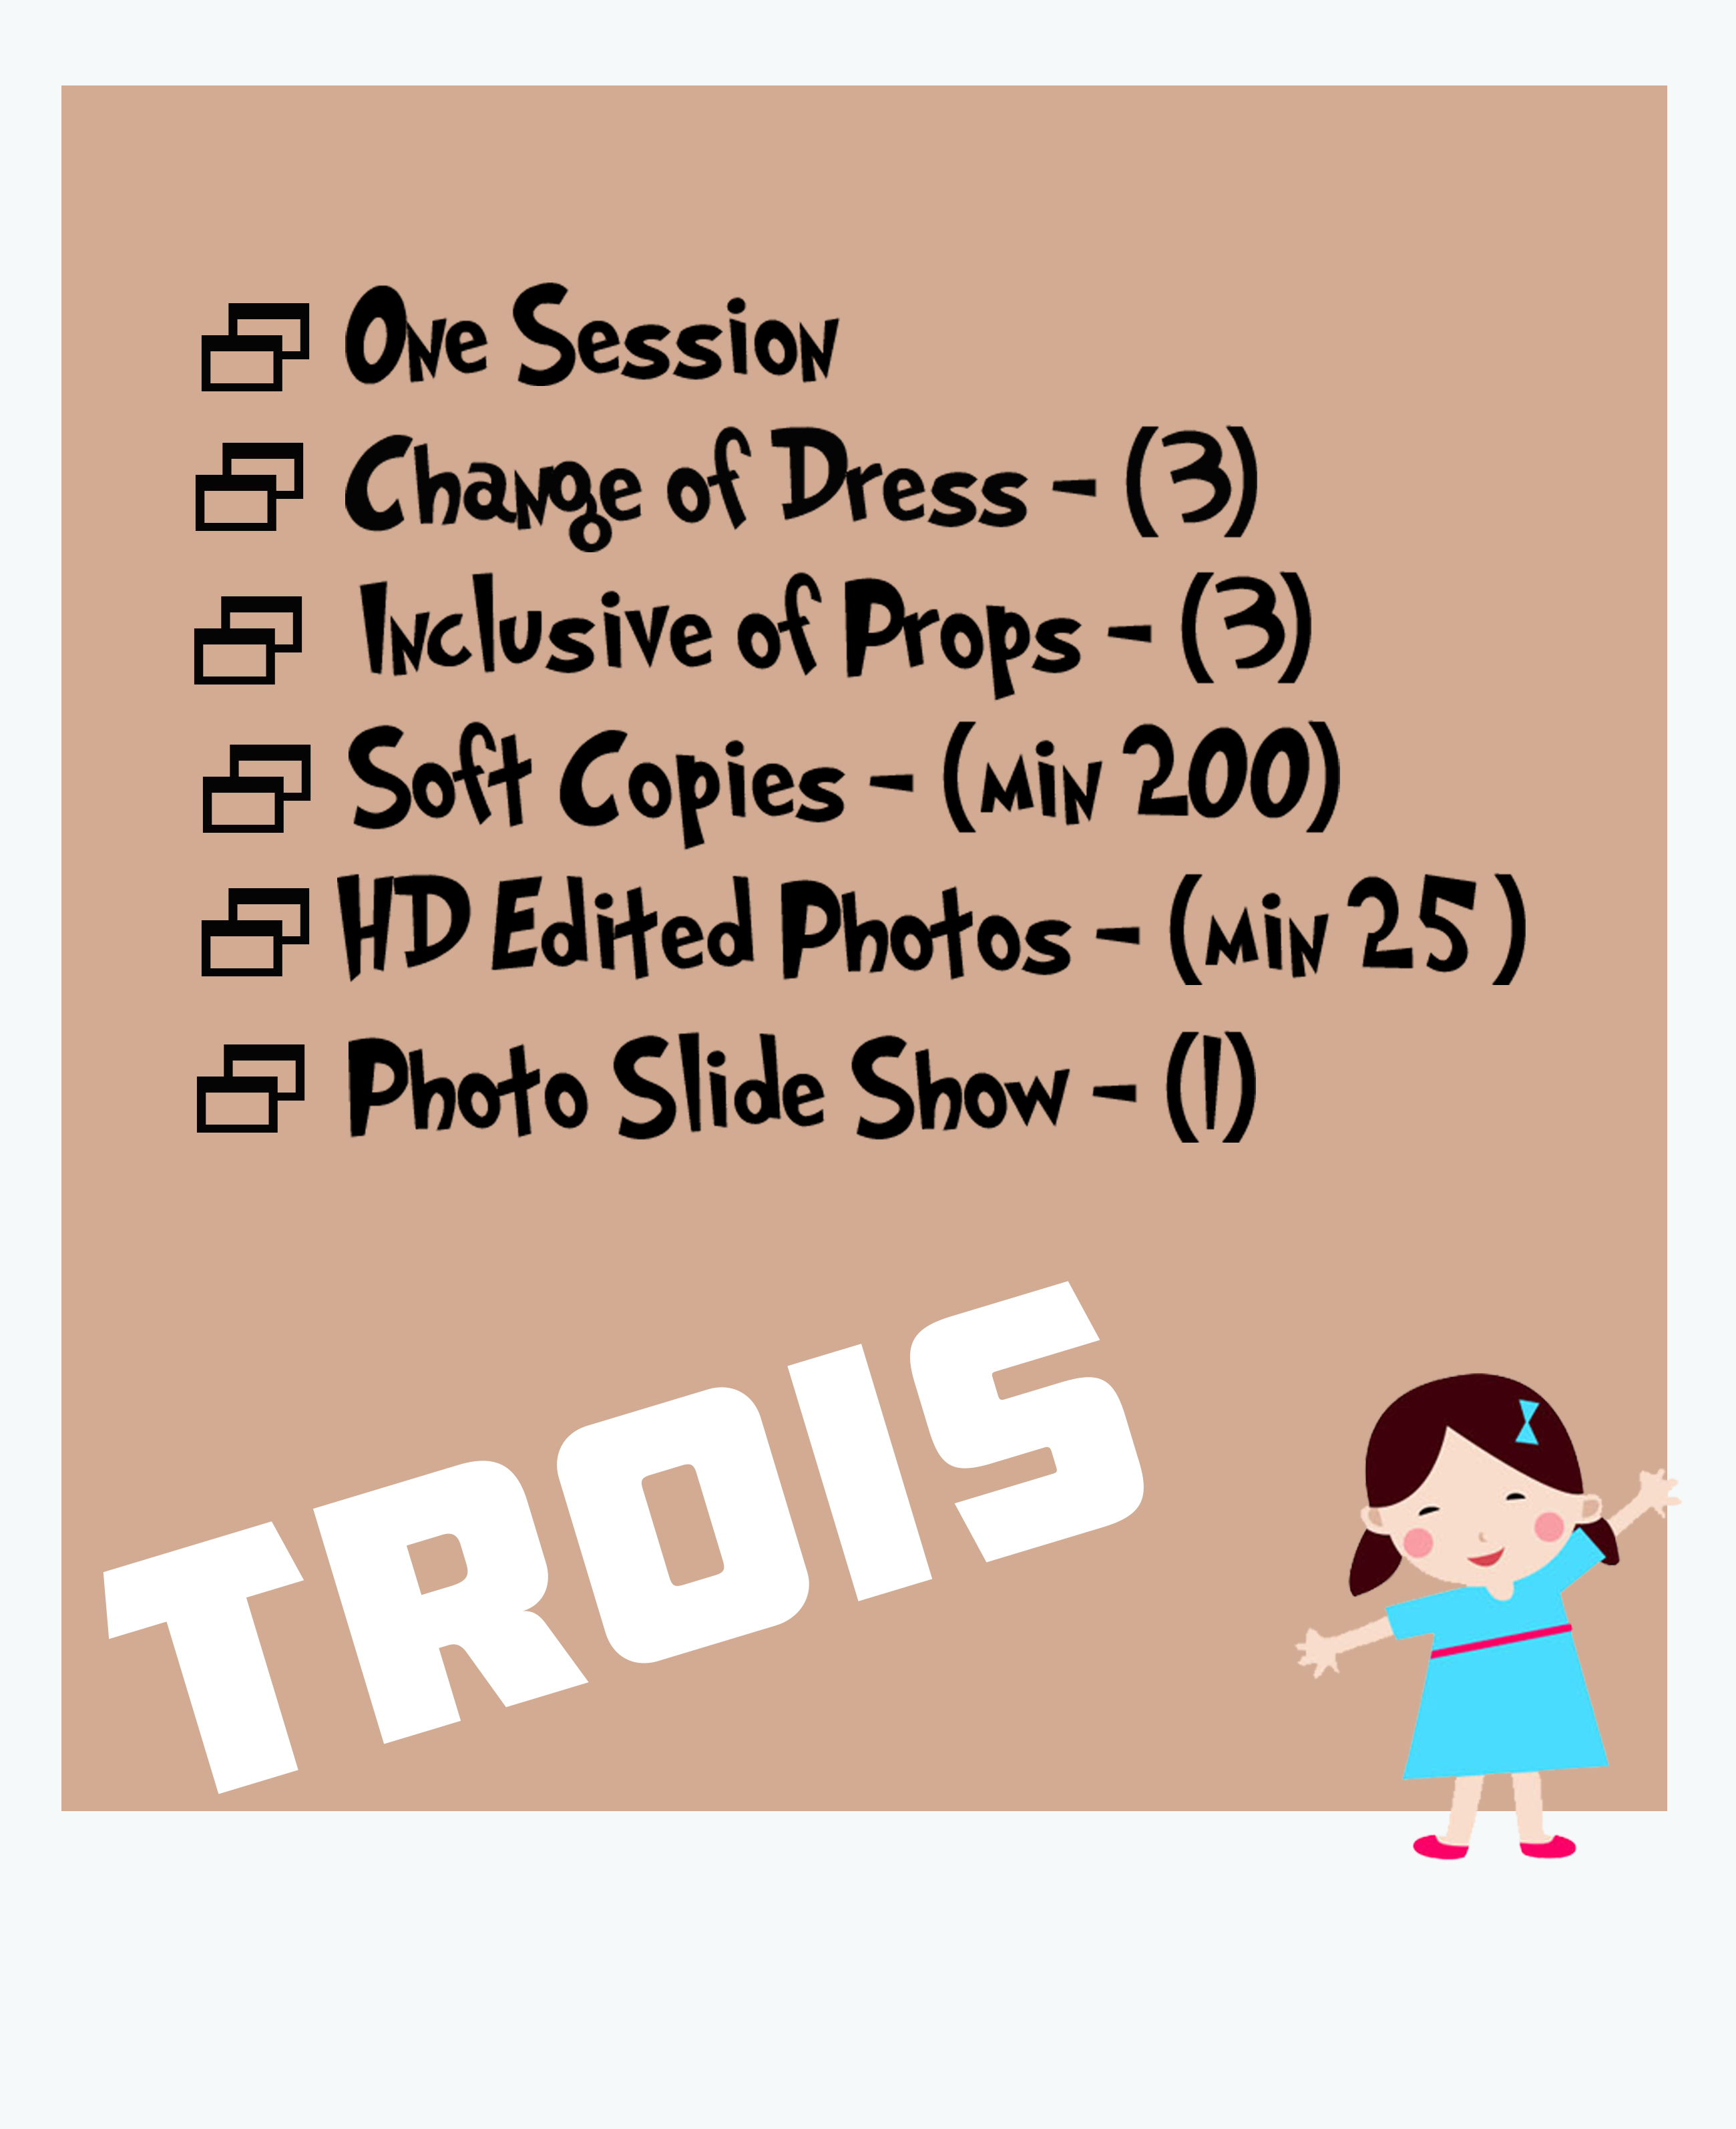 One Session
Change of Dress - (3)
Inclusive of Props - (3)
Soft Copies - (min 200)
HD Edited Photos - (min 25 )
Photo Slide Show - (1)
TROIS